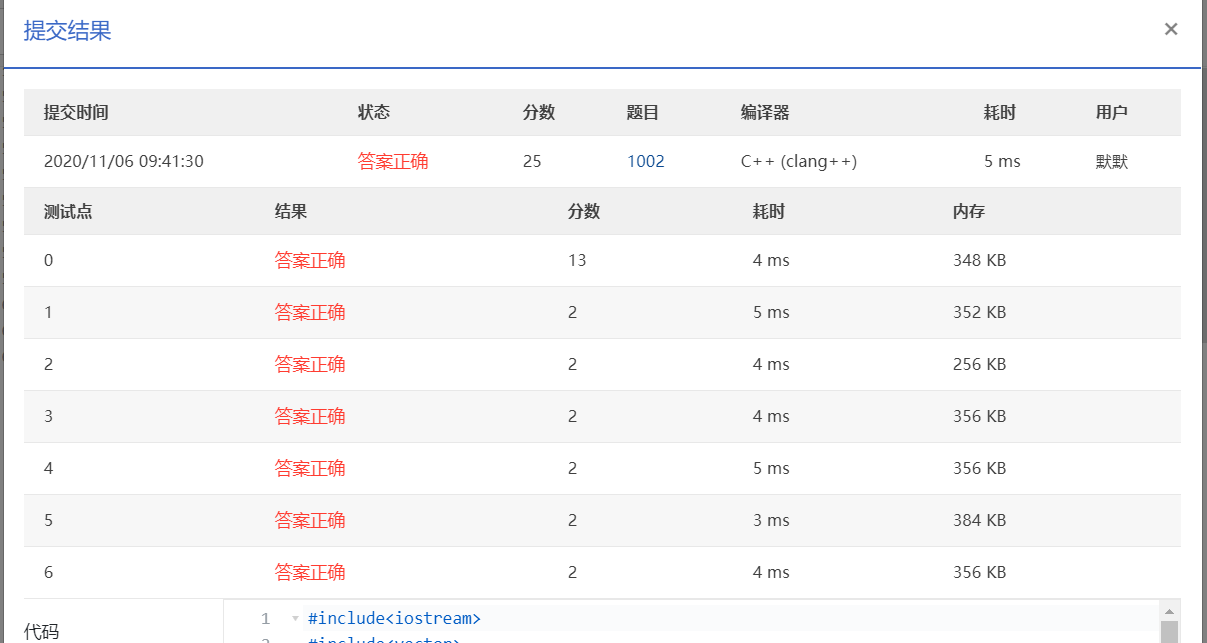 提交结果 ×
提交时间 状态 分数 题目 编译器 耗时 用户
2020/11/06 09:41:30 答案正确 25 1002 C++ (clang++) 5 ms 默默
测试点 结果 分数 耗时 内存
0 答案正确 13 4 ms 348 KB
1 答案正确 2 5 ms 352 KB
2 答案正确 2 4 ms 256 KB
3 答案正确 2 4 ms 356 KB
4 答案正确 2 5 ms 356 KB
5 答案正确 2 3 ms 384 KB
6 答案正确 2 4 ms 356 KB
代码 1 #include<iostream>
2 #include<vector>